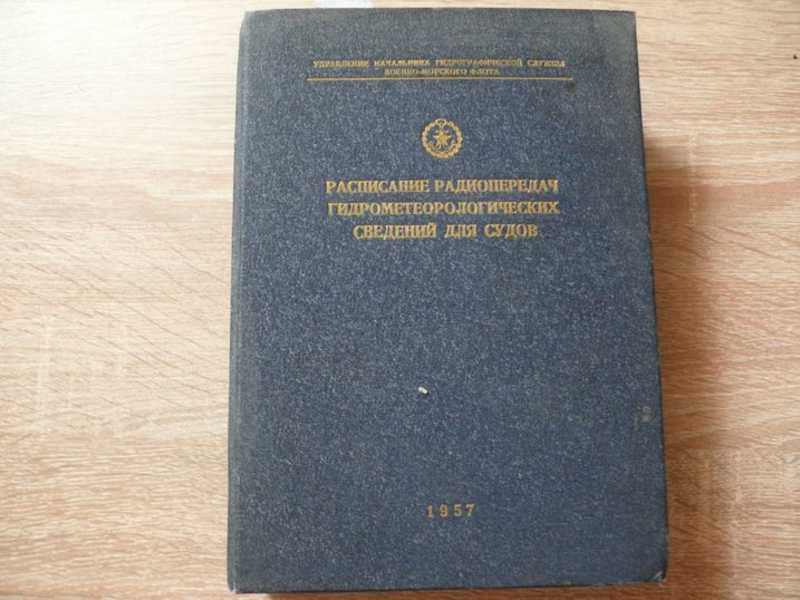 УПРАВЛЕНИЕ НАЧАЛЬНИКА ГИДРОГРАФИЧЕСКОЙ СЛУЖБЫ
ВОЕННО-МОРСКОГО ФЛОТА
РАСПИСАНИЕ РАДИОПЕРЕДАЧ
ГИДРОМЕТЕОРОЛОГИЧЕСКИХ
СВЕДЕНИЙ ДЛЯ СУДОВ
1957